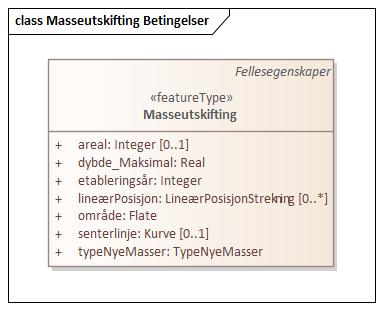 class Masseutskifting Betingelser
Fellesegenskaper
«featureType»
Masseutskifting
+ areal: Integer [0..1]
+ dybde_Maksimal: Real
+ etableringsår: Integer
+ lineærPosisjon: LineærPosisjonStrekning [0..*]
+ område: Flate
+ senterlinje: Kurve [0..1]
+ typeNyeMasser: TypeNyeMasser